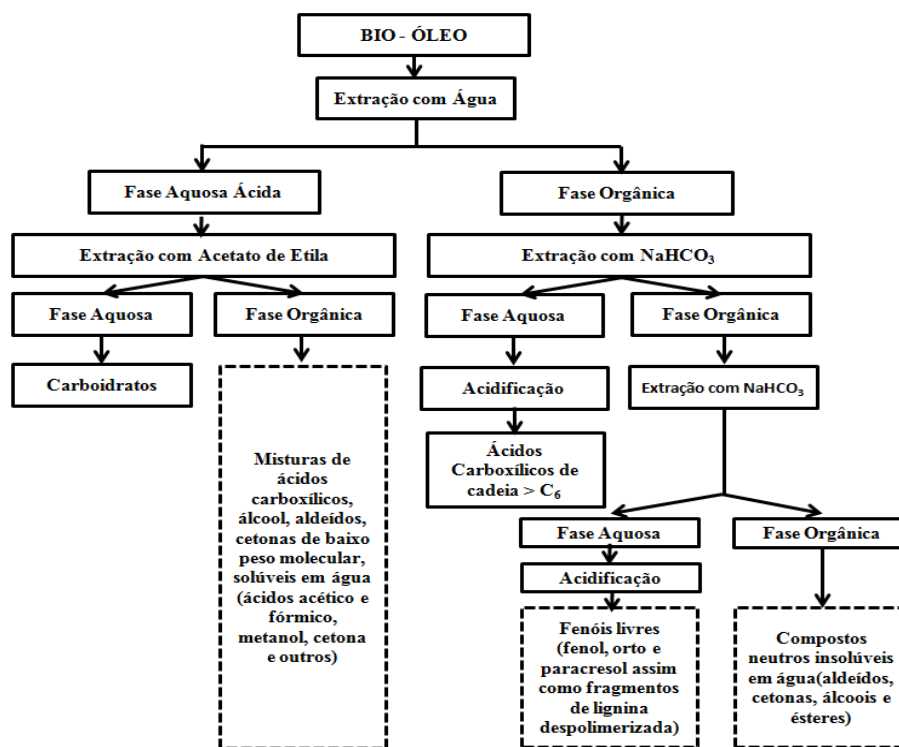 BIO - ÓLEO
Extração com Água
Fase Aquosa Ácida
Fase Orgânica
Extração com Acetato de Etila
Extração com NaHCO₃
Fase Aquosa
Fase Orgânica
Fase Aquosa
Fase Orgânica
Carboidratos
Acidificação
Extração com NaHCO₃
Misturas de
ácidos
carboxílicos,
álcool, aldeídos,
cetonas de baixo
peso molecular,
solúveis em água
(ácidos acético e
fórmico,
metanol, cetona
e outros)
Ácidos
Carboxílicos de
cadeia > C₆
Fase Aquosa
Fase Orgânica
Acidificação
Fenóis livres
(fenol, orto e
paracresol assim
como fragmentos
de lignina
despolimerizada)
Compostos
neutros insolúveis
em água(aldeídos,
cetonas, álcoois e
ésteres)